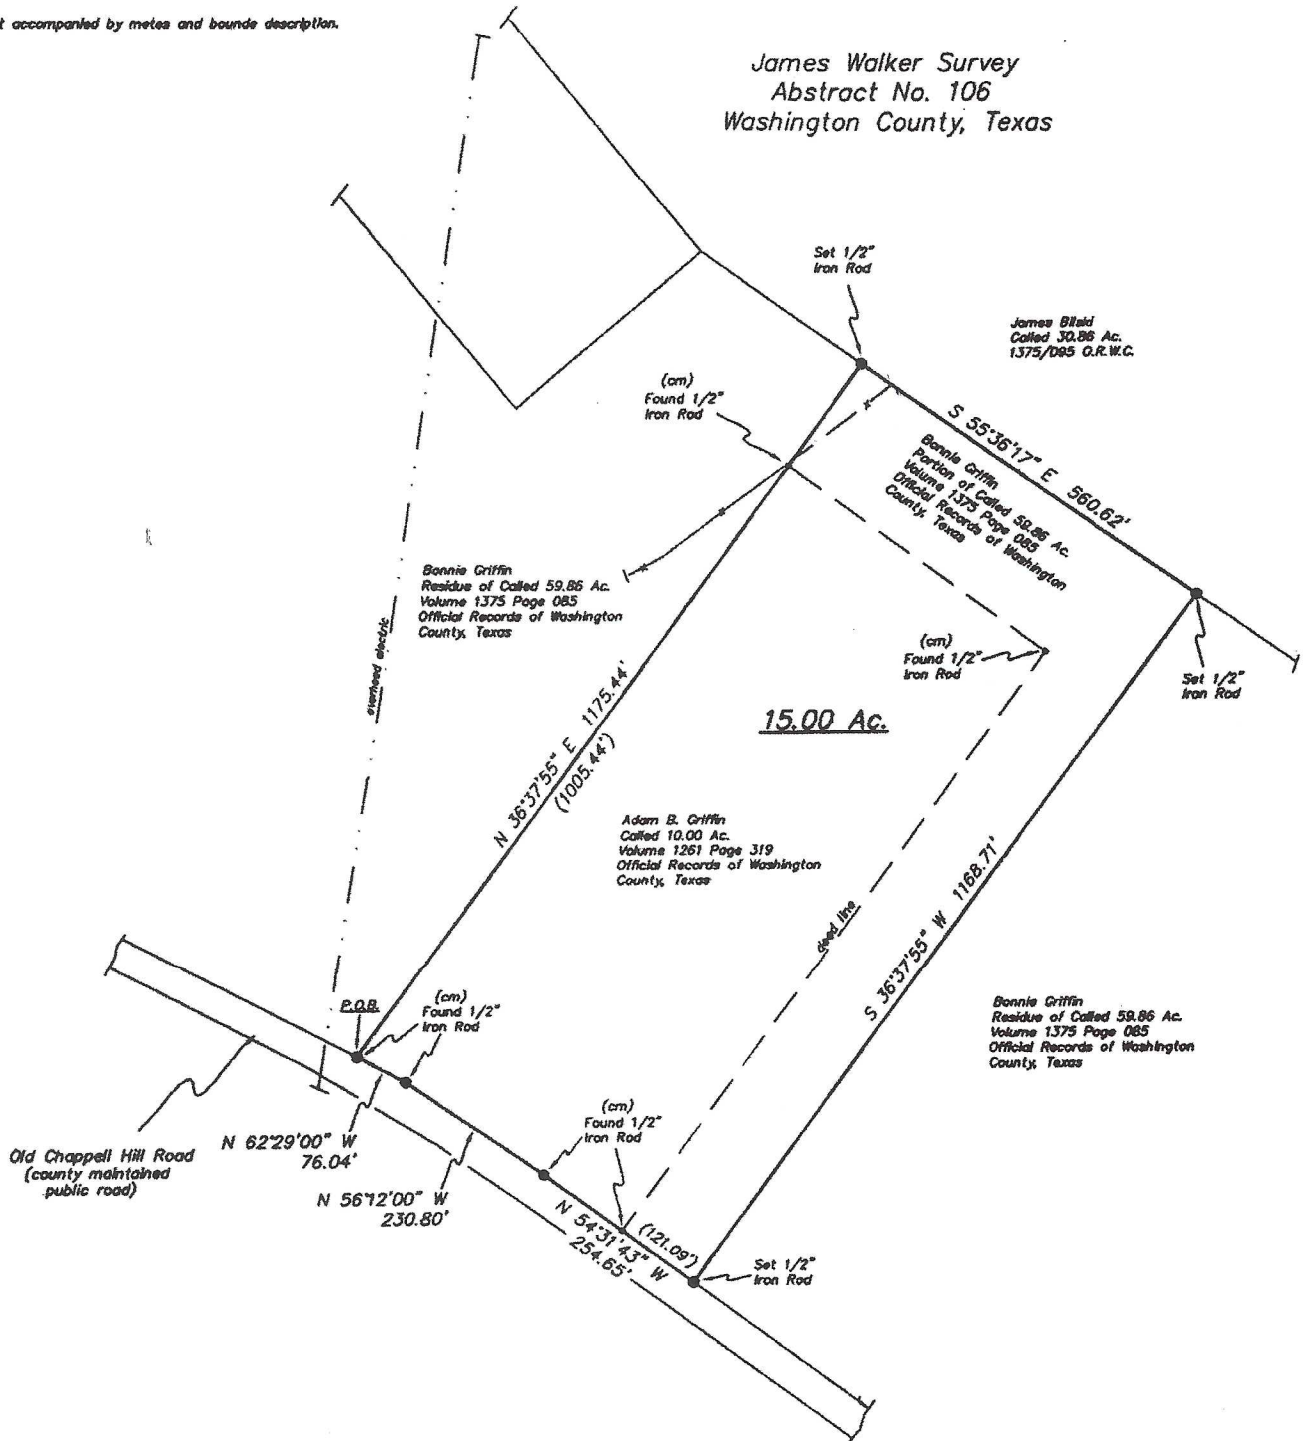 t accompanied by metes and bounds description.
James Walker Survey
Abstract No. 106
Washington County, Texas
Set 1/2"
Iron Rod
James
Called 30.86 Ac.
1375/095 O.R.W.C.
(cm)
Found 1/2"
Iron Rod
S 55°36'17" E 560.62'
Bonnie Griffin
Portion of Called 59.86 Ac.
Volume 1375 Page 085
Official Records of Washington
County, Texas
Bonnie Griffin
Residue of Called 59.86 Ac.
Volume 1375 Page 085
Official Records of Washington
County, Texas
overhead electric
(cm)
Found 1/2"
Iron Rod
Set 1/2"
Iron Rod
15.00 Ac.
N 36°37'55" E 1175.44'
(1005.44')
Adam B. Griffin
Called 10.00 Ac.
Volume 1261 Page 319
Official Records of Washington
County, Texas
deed line
S 36°37'55" W 1168.71'
Bonnie Griffin
Residue of Called 59.86 Ac.
Volume 1375 Page 085
Official Records of Washington
County, Texas
P.O.B.
(cm)
Found 1/2"
Iron Rod
Old Chappell Hill Road
(county maintained
public road)
N 62°29'00" W
76.04'
N 56°12'00" W
230.80'
(cm)
Found 1/2"
Iron Rod
N 54°31'43" W
254.65'
(121.09')
Set 1/2"
Iron Rod